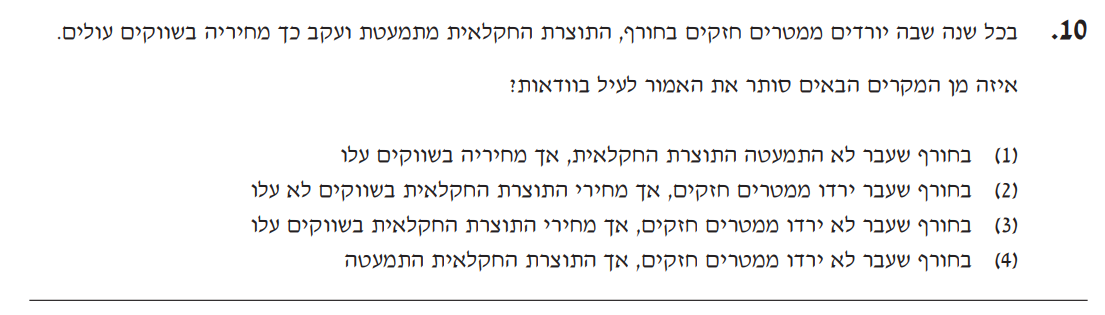 10. בכל שנה שבה יורדים ממטרים חזקים בחורף, התוצרת החקלאית מתמעטת ועקב כך מחיריה בשווקים עולים.
איזה מן המקרים הבאים סותר את האמור לעיל בוודאות?
(1) בחורף שעבר לא התמעטה התוצרת החקלאית, אך מחיריה בשווקים עלו
(2) בחורף שעבר ירדו ממטרים חזקים, אך מחירי התוצרת החקלאית בשווקים לא עלו
(3) בחורף שעבר לא ירדו ממטרים חזקים, אך מחירי התוצרת החקלאית בשווקים עלו
(4) בחורף שעבר לא ירדו ממטרים חזקים, אך התוצרת החקלאית התמעטה